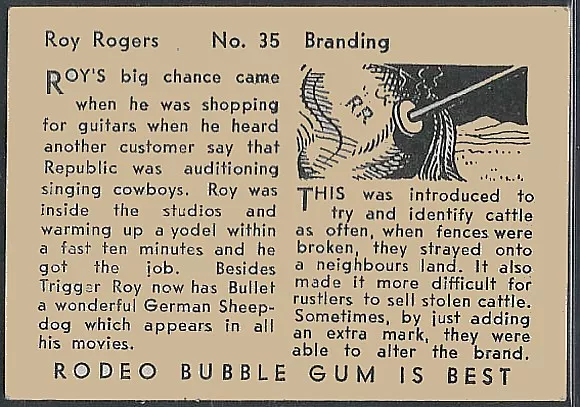 Roy Rogers No. 35 Branding
ROY'S big chance came
when he was shopping
for guitars when he heard
another customer say that
Republic was auditioning
singing cowboys. Roy was
inside the studios and
warming up a yodel within
a fast ten minutes and he
got the job. Besides
Trigger Roy now has Bullet
a wonderful German Sheep-
dog which appears in all
his movies.
R.R.
THIS was introduced to
try and identify cattle
as often, when fences were
broken, they strayed onto
a neighbours land. It also
made it more difficult for
rustlers to sell stolen cattle.
Sometimes, by just adding
an extra mark, they were
able to alter the brand.
RODEO BUBBLE GUM IS BEST